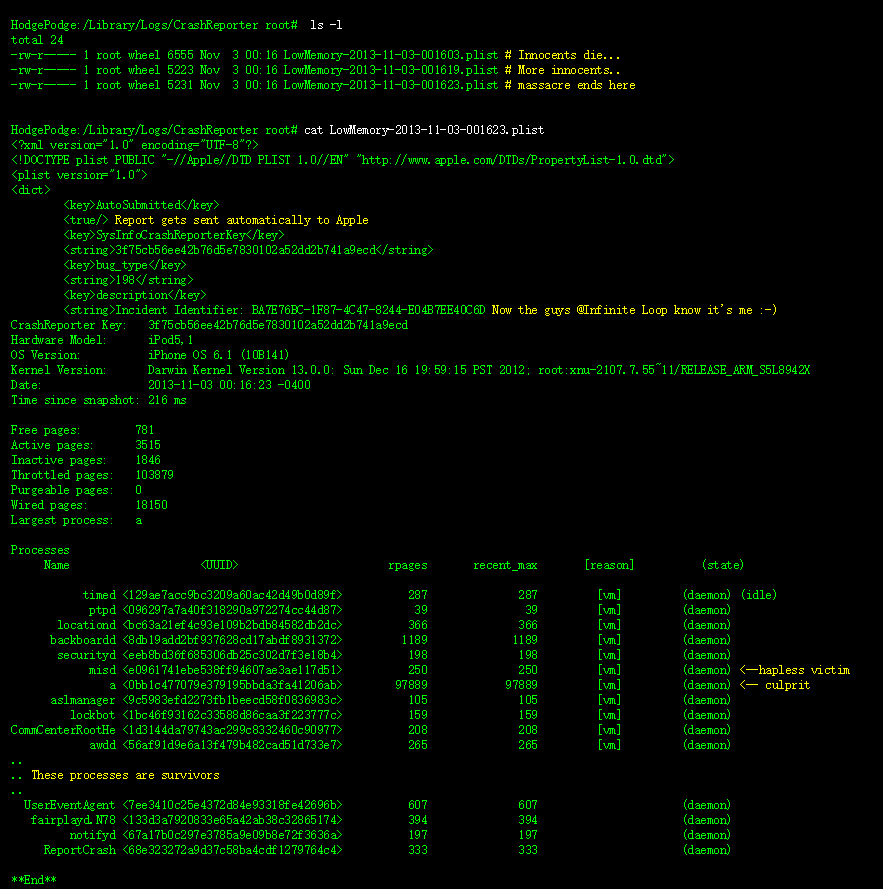 HodgePodge:/Library/Logs/CrashReporter root#  ls -l
total 24
-rw-r----- 1 root wheel 6555 Nov  3 00:16 LowMemory-2013-11-03-001603.plist # Innocents die...
-rw-r----- 1 root wheel 5223 Nov  3 00:16 LowMemory-2013-11-03-001619.plist # More innocents..
-rw-r----- 1 root wheel 5231 Nov  3 00:16 LowMemory-2013-11-03-001623.plist # massacre ends here
HodgePodge:/Library/Logs/CrashReporter root# cat LowMemory-2013-11-03-001623.plist
<?xml version="1.0" encoding="UTF-8"?>
<!DOCTYPE plist PUBLIC "-//Apple//DTD PLIST 1.0//EN" "http://www.apple.com/DTDs/PropertyList-1.0.dtd">
<plist version="1.0">
<dict>
<key>AutoSubmitted</key>
<true/> Report gets sent automatically to Apple
<key>SysInfoCrashReporterKey</key>
<string>3f75cb56ee42b76d5e7830102a52dd2b741a9ecd</string>
<key>bug_type</key>
<string>198</string>
<key>description</key>
<string>Incident Identifier: BA7E76BC-1F87-4C47-8244-E04B7EE40C6D Now the guys @Infinite Loop know it's me :-)
CrashReporter Key:   3f75cb56ee42b76d5e7830102a52dd2b741a9ecd
Hardware Model:      iPod5,1
OS Version:          iPhone OS 6.1 (10B141)
Kernel Version:      Darwin Kernel Version 13.0.0: Sun Dec 16 19:59:15 PST 2012; root:xnu-2107.7.55~11/RELEASE_ARM_S5L8942X
Date:                2013-11-03 00:16:23 -0400
Time since snapshot: 216 ms
Free pages:        781
Active pages:      3515
Inactive pages:    1846
Throttled pages:   103879
Purgeable pages:   0
Wired pages:       18150
Largest process:   a
Processes
Name                    <UUID>                       rpages       recent_max       [reason]          (state)
timed <129ae7acc9bc3209a60ac42d49b0d89f>          287              287         [vm]         (daemon) (idle)
ptpd <096297a7a40f318290a972274cc44d87>           39               39         [vm]         (daemon)
locationd <bc63a21ef4c93e109b2bdb84582db2dc>          366              366         [vm]         (daemon)
backboardd <8db19add2bf937628cd17abdf8931372>         1189             1189         [vm]         (daemon)
securityd <eeb8bd36f685306db25c302d7f3e18b4>          198              198         [vm]         (daemon)
misd <e0961741ebe538ff94607ae3ae117d51>          250              250         [vm]         (daemon) <--hapless victim
a <0bb1c477079e379195bbda3fa41206ab>        97889            97889         [vm]         (daemon) <-- culprit
aslmanager <9c5983efd2273fb1beecd58f0836983c>          105              105         [vm]         (daemon)
lockbot <1bc46f93162c33588d86caa3f223777c>          159              159         [vm]         (daemon)
CommCenterRootHe <1d3144da79743ac299c8332460c90977>          208              208         [vm]         (daemon)
awdd <56af91d9e6a13f479b482cad51d733e7>          265              265         [vm]         (daemon)
..
.. These processes are survivors
..
UserEventAgent <7ee3410c25e4372d84e93318fe42696b>          607              607                      (daemon)
fairplayd.N78 <133d3a7920833e65a42ab38c32865174>          394              394                      (daemon)
notifyd <67a17b0c297e3785a9e09b8e72f3636a>          197              197                      (daemon)
ReportCrash <68e323272a9d37c58ba4cdf1279764c4>          333              333                      (daemon)
**End**